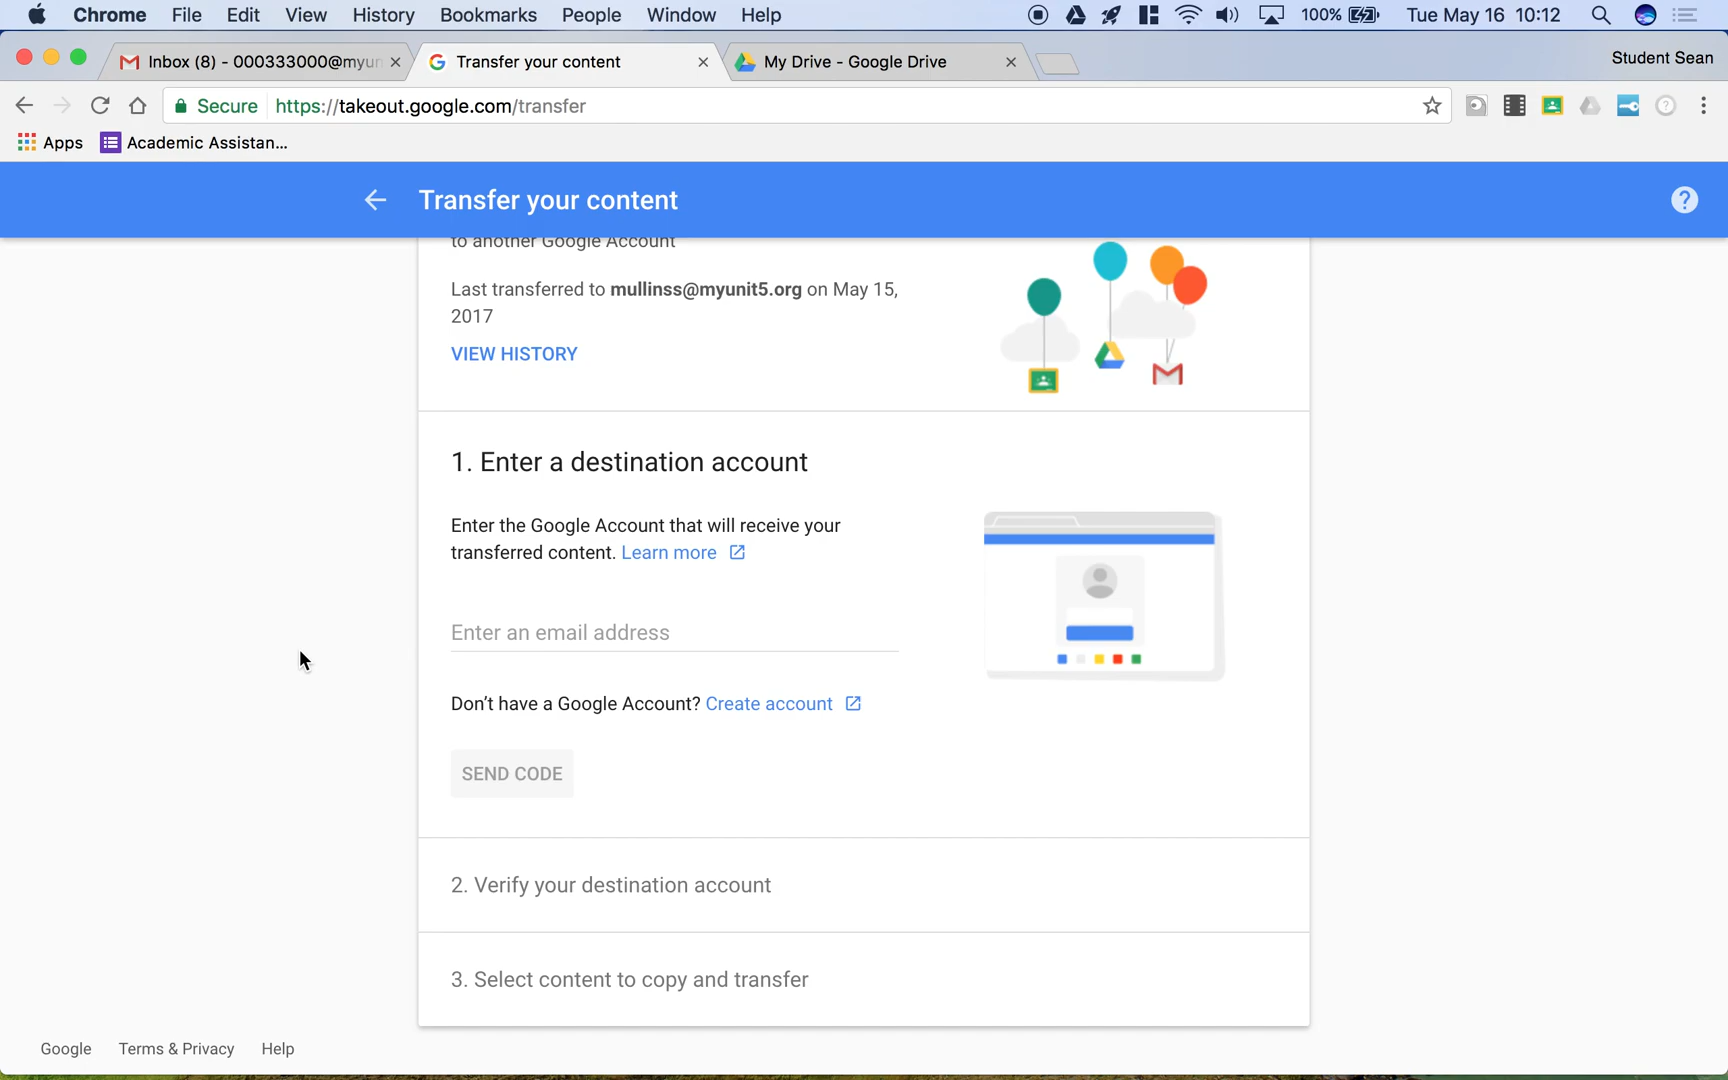 Chrome File Edit View History Bookmarks People Window Help 100% Tue May 16 10:12
Inbox (8) - 000333000@myun Transfer your content My Drive - Google Drive Student Sean
Secure https://takeout.google.com/transfer
Apps Academic Assistan...
Transfer your content
to another Google Account
Last transferred to mullinss@myunit5.org on May 15,
2017
VIEW HISTORY
1. Enter a destination account
Enter the Google Account that will receive your
transferred content. Learn more
Enter an email address
Don't have a Google Account? Create account
SEND CODE
2. Verify your destination account
3. Select content to copy and transfer
Google Terms & Privacy Help